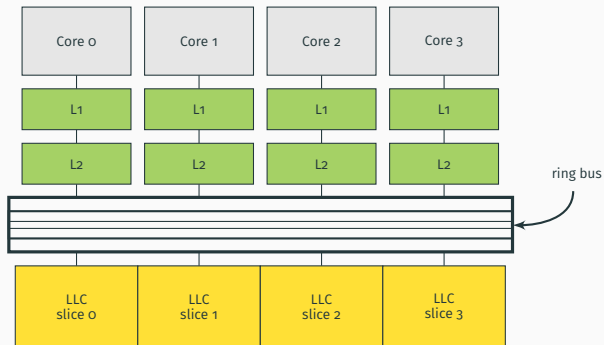 Core 0
Core 1
Core 2
Core 3
L1
L1
L1
L1
L2
L2
L2
L2
ring bus
LLC
slice 0
LLC
slice 1
LLC
slice 2
LLC
slice 3